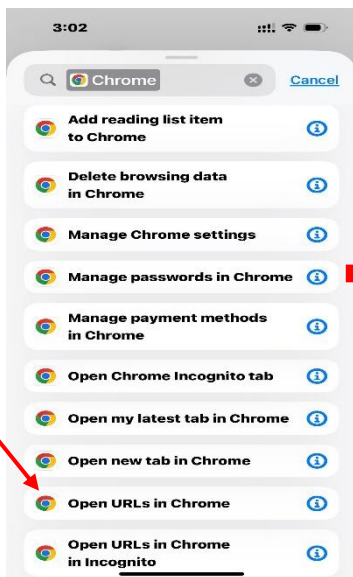 3:02
Chrome
Cancel
Add reading list item
to Chrome
Delete browsing data
in Chrome
Manage Chrome settings
Manage passwords in Chrome
Manage payment methods
in Chrome
Open Chrome Incognito tab
Open my latest tab in Chrome
Open new tab in Chrome
Open URLs in Chrome
Open URLs in Chrome
in Incognito